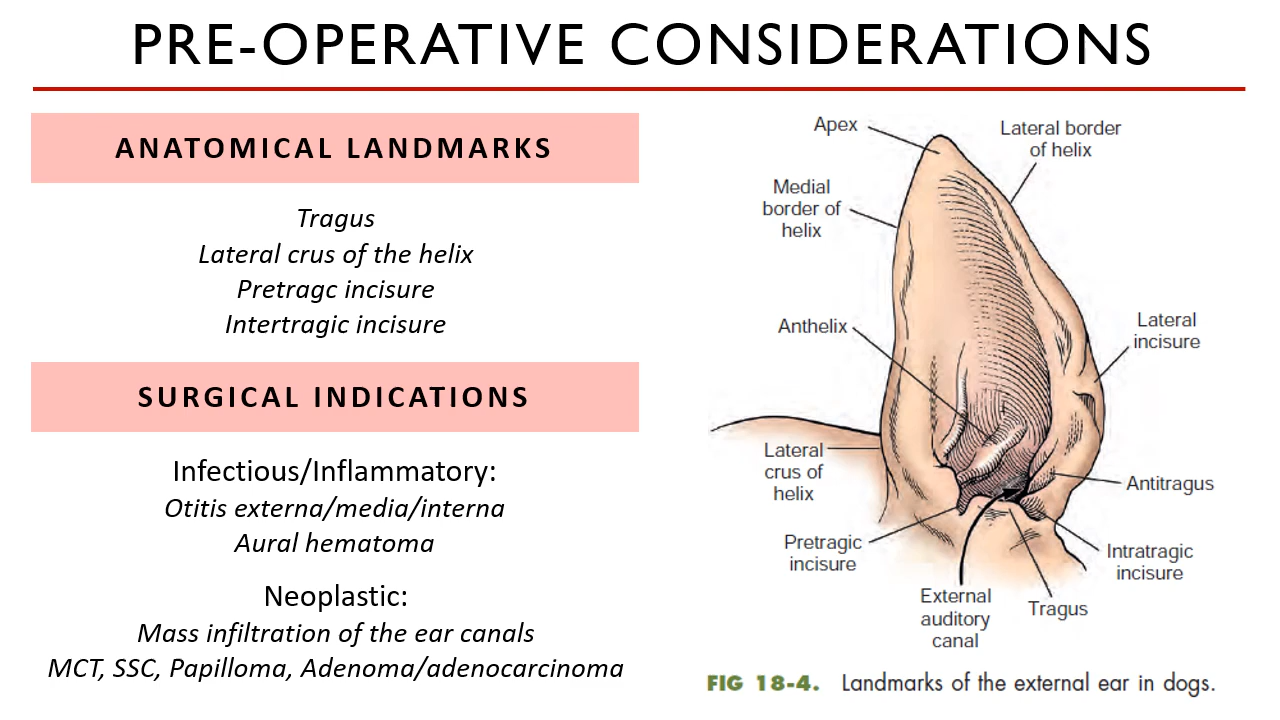 PRE-OPERATIVE CONSIDERATIONS
ANATOMICAL LANDMARKS
Tragus
Lateral crus of the helix
Pretragc incisure
Intertragic incisure
SURGICAL INDICATIONS
Infectious/Inflammatory:
Otitis externa/media/interna
Aural hematoma
Neoplastic:
Mass infiltration of the ear canals
MCT, SSC, Papilloma, Adenoma/adenocarcinoma
Apex
Lateral border
of helix
Medial
border of
helix
Anthelix
Lateral
incisure
Lateral
crus of
helix
Antitragus
Pretragic
incisure
Intratragic
incisure
External
auditory
canal
Tragus
FIG 18-4. Landmarks of the external ear in dogs.